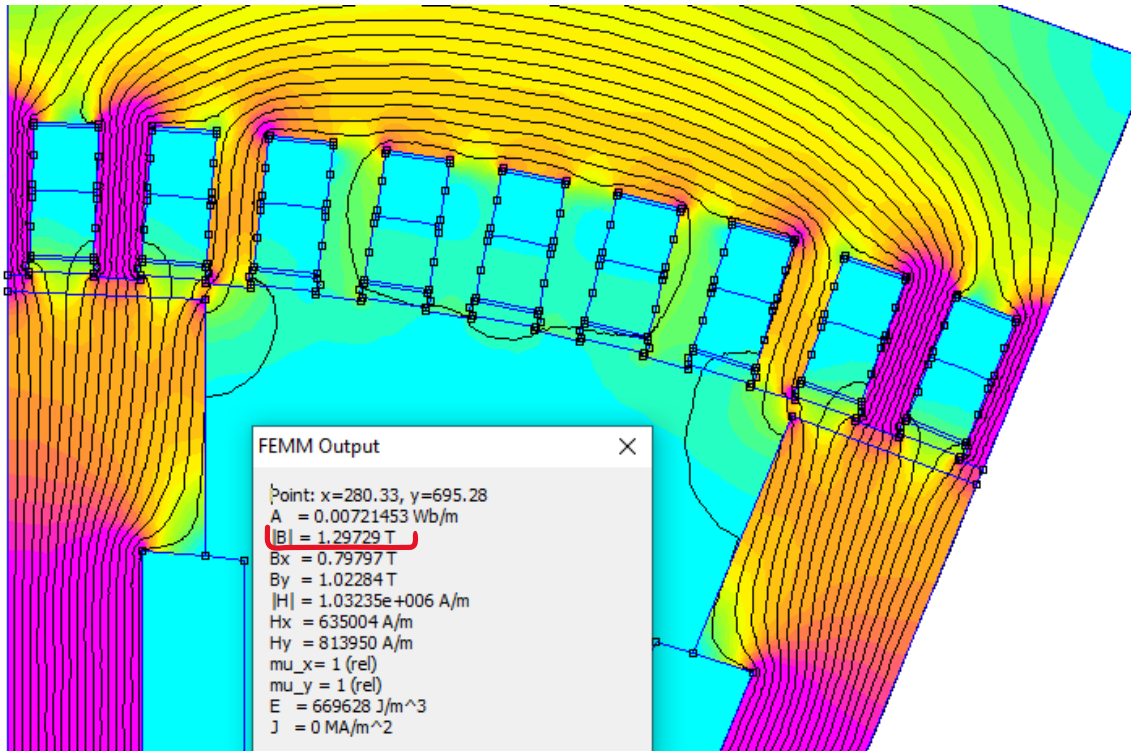 FEMM Output
Point: x=280.33, y=695.28
A = 0.00721453 Wb/m
|B| = 1.29729 T
Bx = 0.79797 T
By = 1.02284 T
|H| = 1.03235e+006 A/m
Hx = 635004 A/m
Hy = 813950 A/m
mu_x= 1 (rel)
mu_y = 1 (rel)
E = 669628 J/m^3
J = 0 MA/m^2